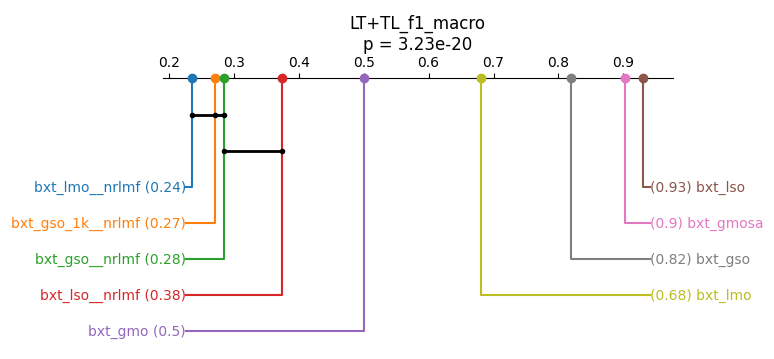 LT+TL_f1_macro
p = 3.23e-20
0.2 0.3 0.4 0.5 0.6 0.7 0.8 0.9
bxt_lmo__nrlmf (0.24) (0.93) bxt_lso
bxt_gso_1k__nrlmf (0.27) (0.9) bxt_gmosa
bxt_gso__nrlmf (0.28) (0.82) bxt_gso
bxt_lso__nrlmf (0.38) (0.68) bxt_lmo
bxt_gmo (0.5)